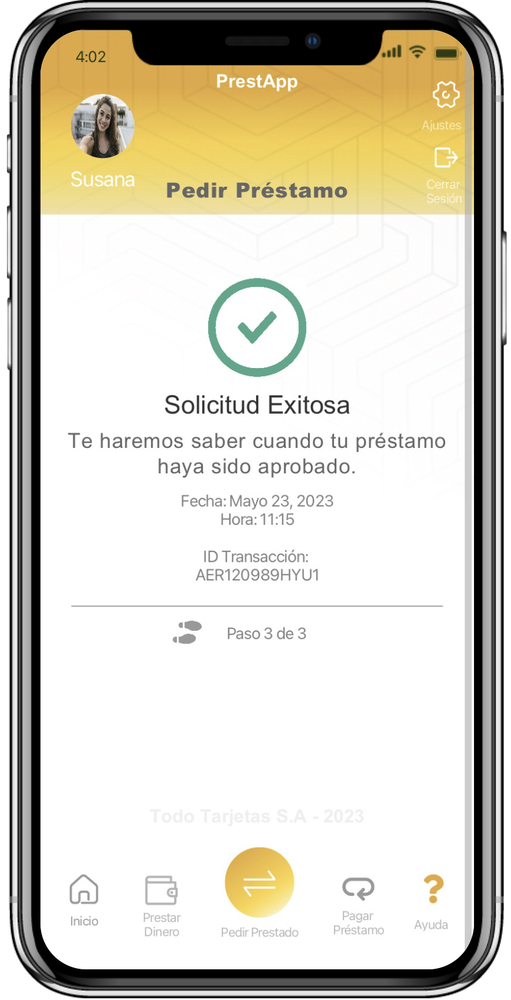 4:02
PrestApp
Ajustes
Susana
Pedir Préstamo
Cerrar
Sesión
Solicitud Exitosa
Te haremos saber cuando tu préstamo
haya sido aprobado.
Fecha: Mayo 23, 2023
Hora: 11:15
ID Transacción:
AER120989HYU1
Paso 3 de 3
Todo Tarjetas S.A - 2023
Inicio
Prestar
Dinero
Pedir Prestado
Pagar
Préstamo
Ayuda